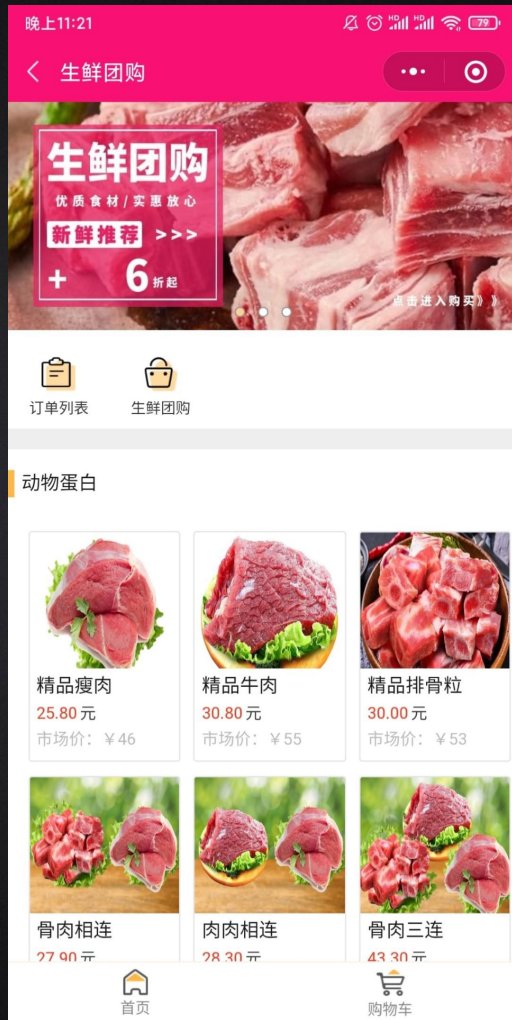 晚上11:21
HD
HD
79
生鲜团购
生鲜团购
优质食材/实惠放心
新鲜推荐 >>>
+ 6折起
点击进入购买》》
订单列表
生鲜团购
动物蛋白
精品瘦肉
25.80元
市场价：￥46
精品牛肉
30.80元
市场价：￥55
精品排骨粒
30.00元
市场价：￥53
骨肉相连
27.90元
肉肉相连
28.30元
骨肉三连
43.30元
首页
购物车